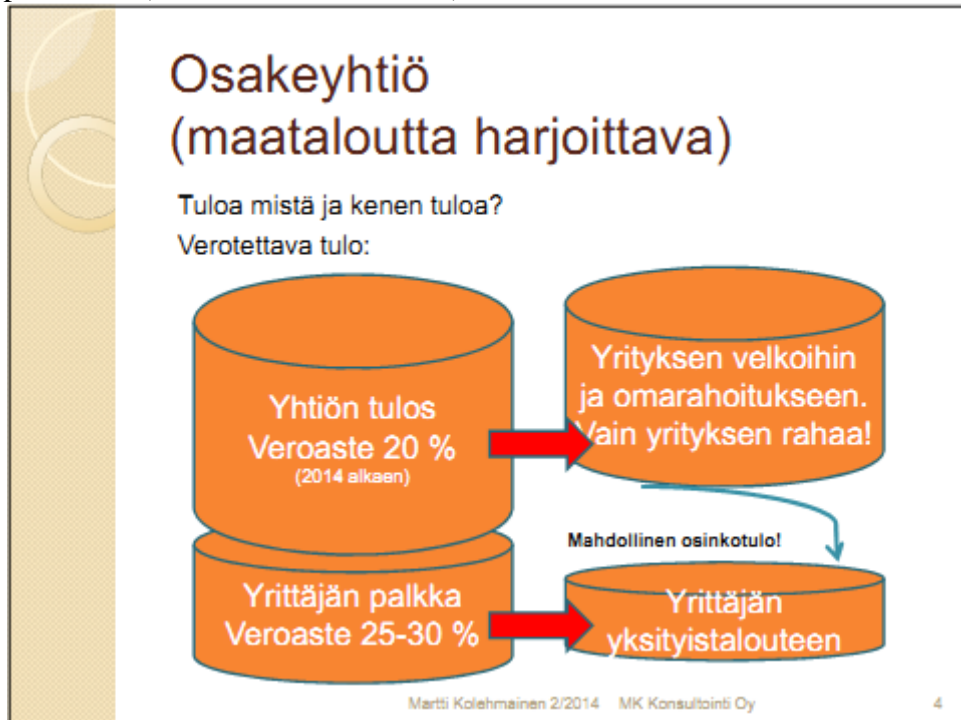 Osakeyhtiö
(maataloutta harjoittava)
Tuloa mistä ja kenen tuloa?
Verotettava tulo:
Yhtiön tulos
Veroaste 20 %
(2014 alkaen)
Yrityksen velkoihin
ja omarahoitukseen.
Vain yrityksen rahaa!
Mahdollinen osinkotulo!
Yrittäjän palkka
Veroaste 25-30 %
Yrittäjän
yksityistalouteen
Martti Kolehmainen 2/2014 MK Konsultointi Oy 4